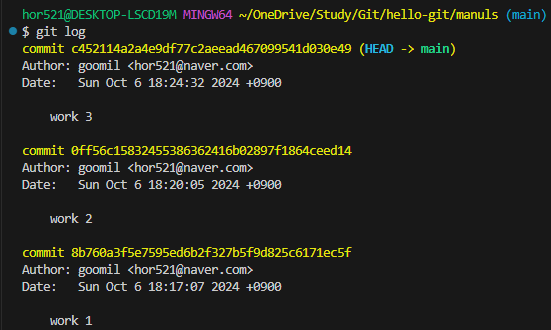 hor521@DESKTOP-LSCD19M MINGW64 ~/OneDrive/Study/Git/hello-git/manuls (main)
$ git log
commit c452114a2a4e9df77c2aeead467099541d030e49 (HEAD -> main)
Author: goomil <hor521@naver.com>
Date:   Sun Oct 6 18:24:32 2024 +0900
    work 3
commit 0ff56c15832455386362416b02897f1864ceed14
Author: goomil <hor521@naver.com>
Date:   Sun Oct 6 18:20:05 2024 +0900
    work 2
commit 8b760a3f5e7595ed6b2f327b5f9d825c6171ec5f
Author: goomil <hor521@naver.com>
Date:   Sun Oct 6 18:17:07 2024 +0900
    work 1